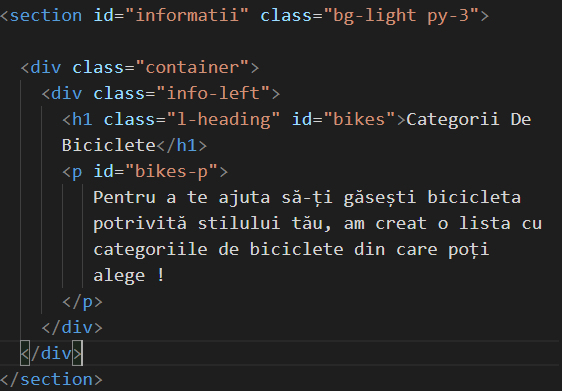 <section id="informatii" class="bg-light py-3">
<div class="container">
<div class="info-left">
<h1 class="l-heading" id="bikes">Categorii De
Biciclete</h1>
<p id="bikes-p">
Pentru a te ajuta să-ți găsești bicicleta
potrivită stilului tău, am creat o lista cu
categoriile de biciclete din care poți
alege !
</p>
</div>
</div>
</section>